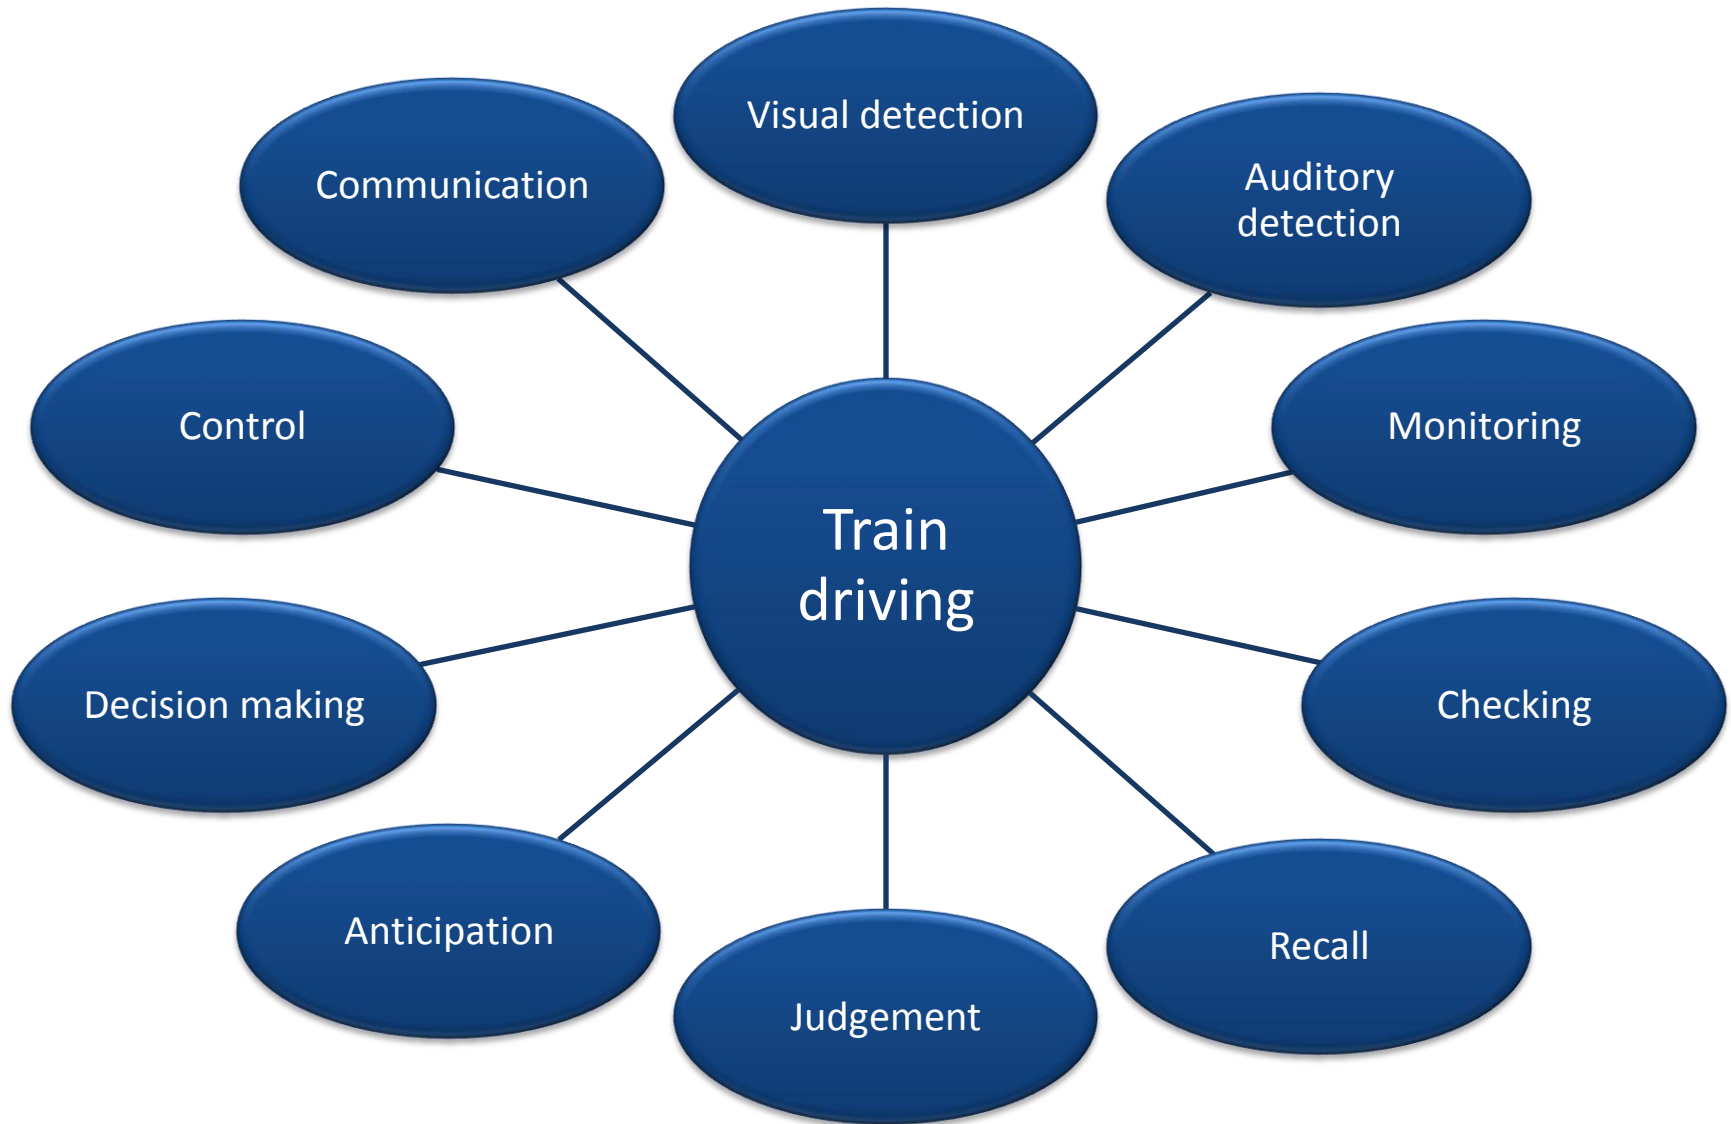 Visual detection
Auditory
detection
Monitoring
Checking
Recall
Judgement
Anticipation
Decision making
Control
Communication
Train
driving